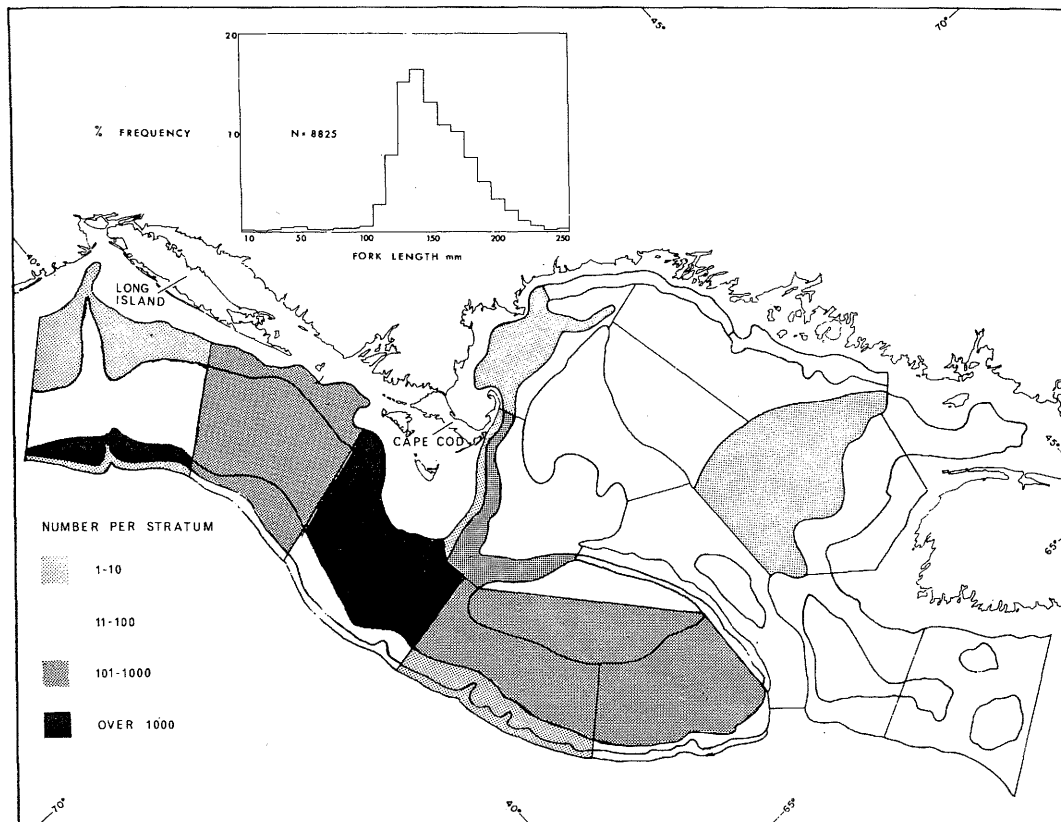 45°
70°
20
% FREQUENCY
10
N= 8825
10
50
100
150
200
250
FORK LENGTH mm
40°
LONG
ISLAND
CAPE COD
45°
NUMBER PER STRATUM
65°
1-10
11-100
101-1000
OVER 1000
70°
40°
65°